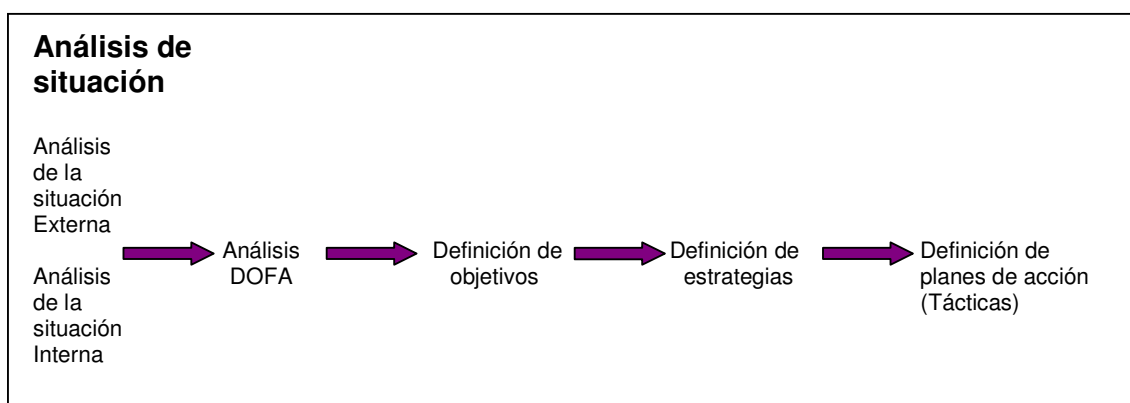 Análisis de
situación
Análisis
de la
situación
Externa
Análisis
de la
situación
Interna
Análisis
DOFA
Definición de
objetivos
Definición de
estrategias
Definición de
planes de acción
(Tácticas)